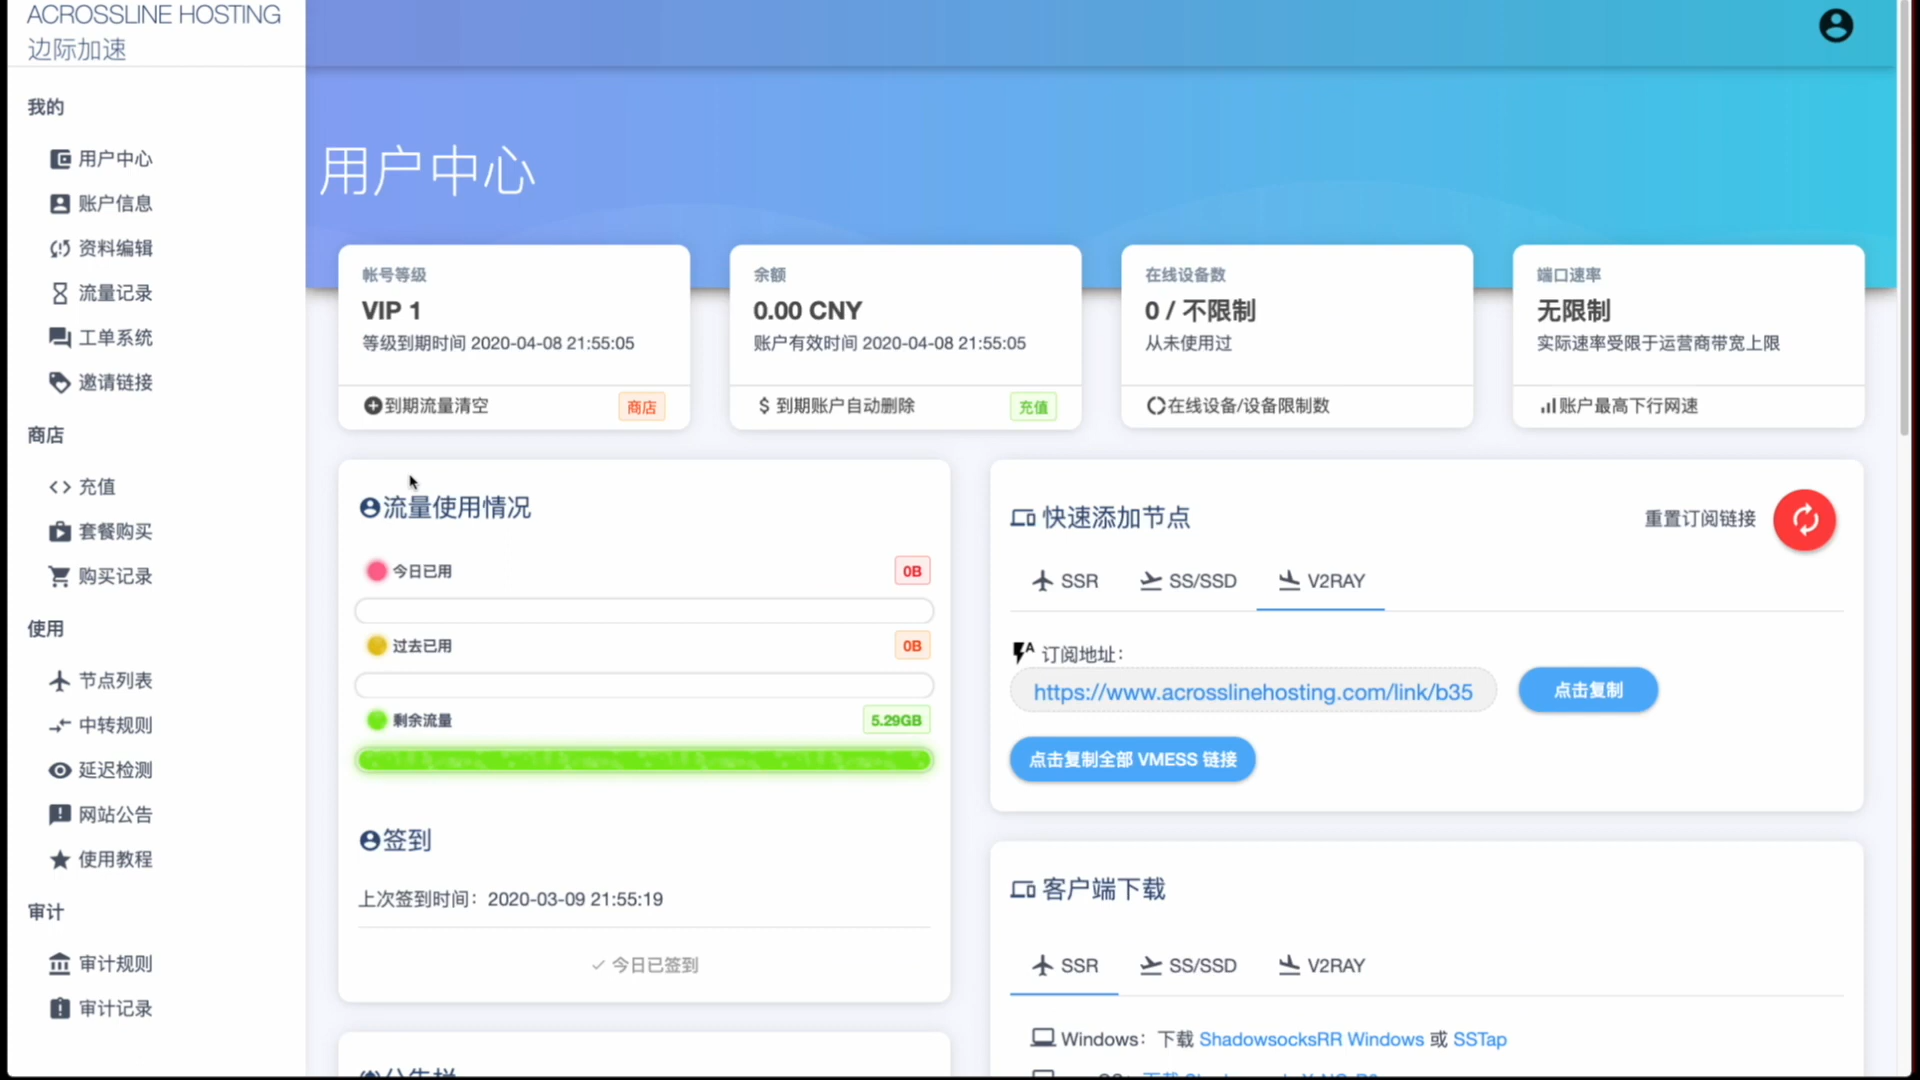 ACROSSLINE HOSTING
边际加速
我的
用户中心
账户信息
资料编辑
流量记录
工单系统
邀请链接
商店
充值
套餐购买
购买记录
使用
节点列表
中转规则
延迟检测
网站公告
使用教程
审计
审计规则
审计记录
用户中心
帐号等级
VIP 1
等级到期时间 2020-04-08 21:55:05
到期流量清空 商店
余额
0.00 CNY
账户有效时间 2020-04-08 21:55:05
$ 到期账户自动删除 充值
在线设备数
0 / 不限制
从未使用过
在线设备/设备限制数
端口速率
无限制
实际速率受限于运营商带宽上限
账户最高下行网速
流量使用情况
今日已用 0B
过去已用 0B
剩余流量 5.29GB
签到
上次签到时间：2020-03-09 21:55:19
今日已签到
快速添加节点 重置订阅链接
SSR SS/SSD V2RAY
订阅地址：
https://www.acrosslinehosting.com/link/b35 点击复制
点击复制全部 VMESS 链接
客户端下载
SSR SS/SSD V2RAY
Windows：下载 ShadowsocksRR Windows 或 SSTap